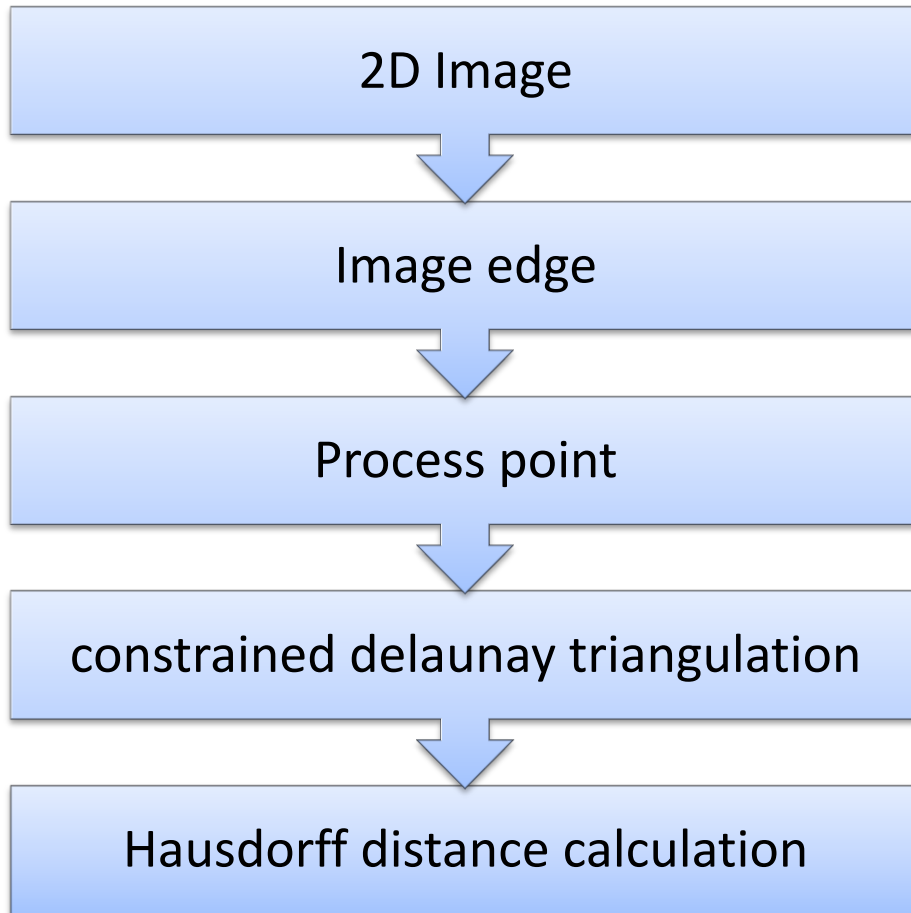 2D Image
Image edge
Process point
constrained delaunay triangulation
Hausdorff distance calculation